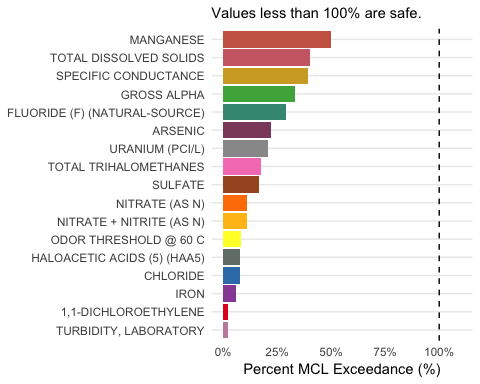 Values less than 100% are safe.
MANGANESE
TOTAL DISSOLVED SOLIDS
SPECIFIC CONDUCTANCE
GROSS ALPHA
FLUORIDE (F) (NATURAL-SOURCE)
ARSENIC
URANIUM (PCI/L)
TOTAL TRIHALOMETHANES
SULFATE
NITRATE (AS N)
NITRATE + NITRITE (AS N)
ODOR THRESHOLD @ 60 C
HALOACETIC ACIDS (5) (HAA5)
CHLORIDE
IRON
1,1-DICHLOROETHYLENE
TURBIDITY, LABORATORY
0% 25% 50% 75% 100%
Percent MCL Exceedance (%)